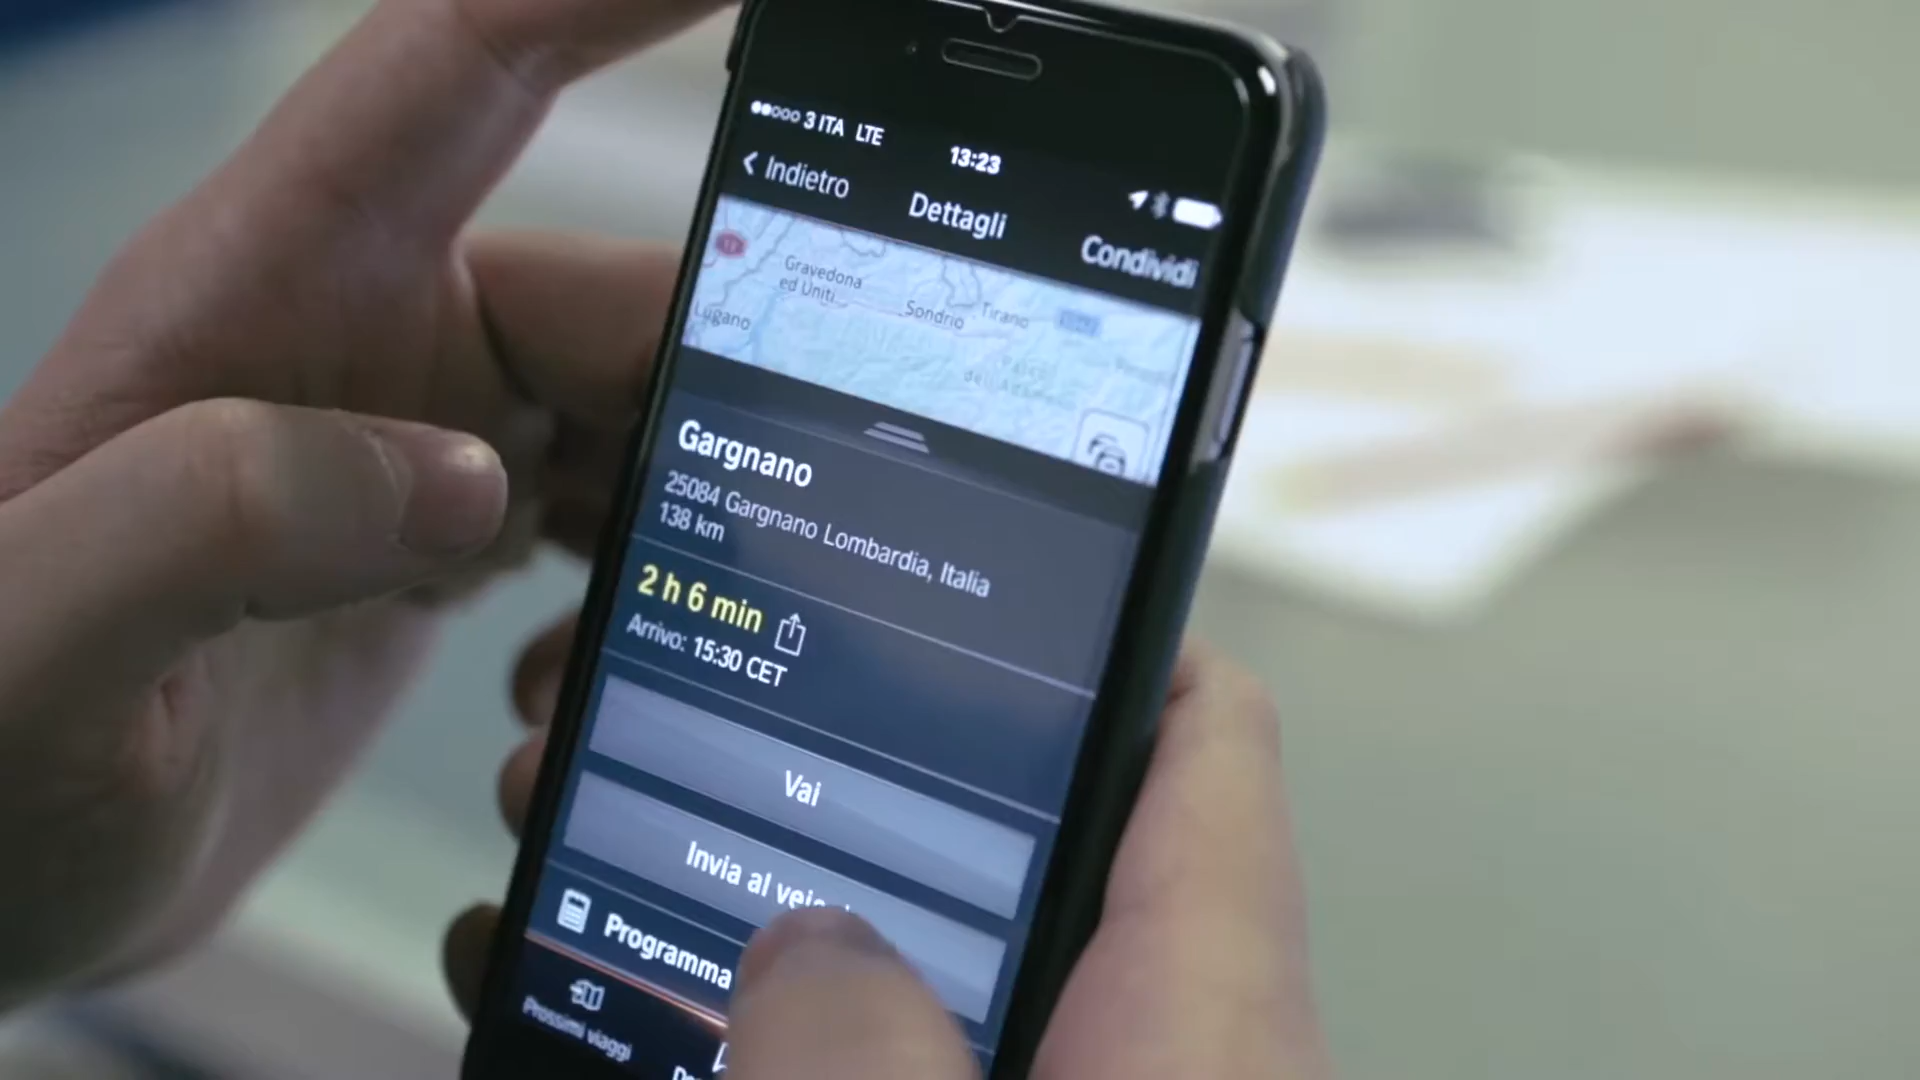 3 ITA LTE
13:23
Indietro
Dettagli
Condividi
Gravedona
ed Uniti
Sondrio
Tirano
Lugano
Gargnano
25084 Gargnano Lombardia, Italia
138 km
2 h 6 min
Arrivo: 15:30 CET
Vai
Invia al
Programma
Prossimi viaggi